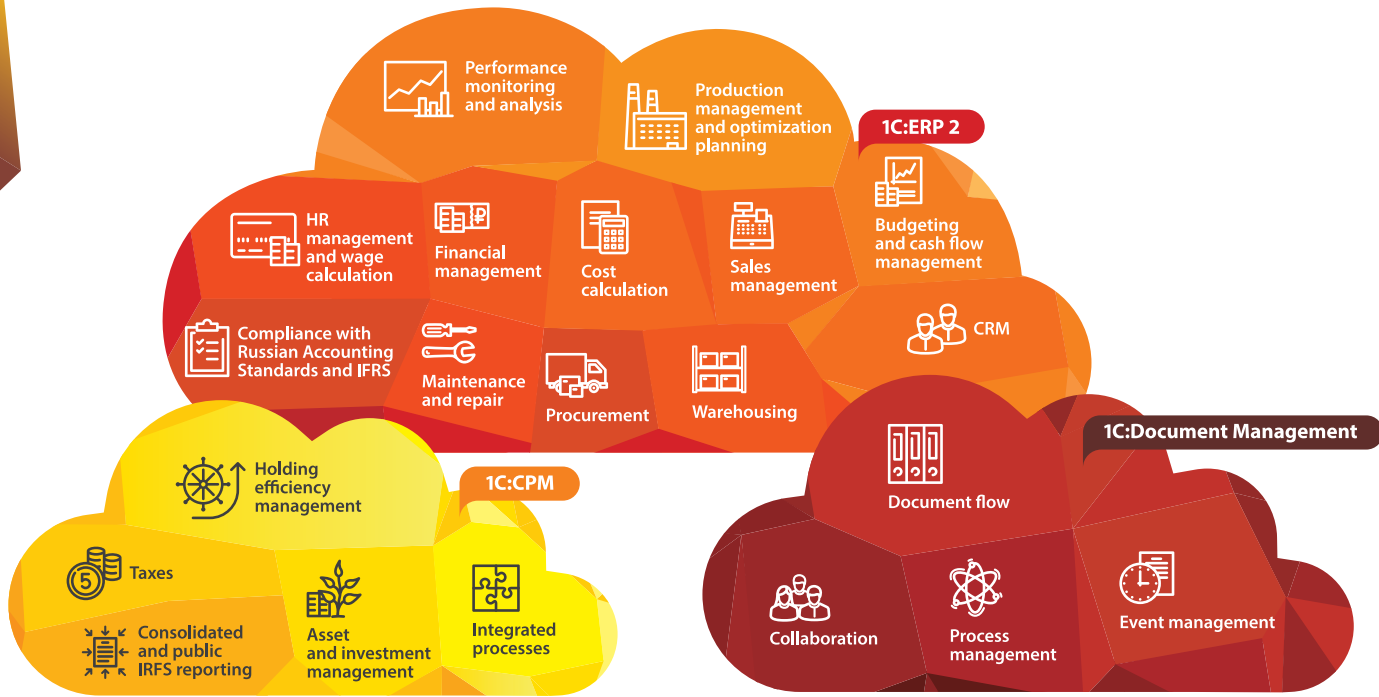 Performance
monitoring
and analysis
Production
management
and optimization
planning
1C:ERP 2
HR
management
and wage
calculation
Financial
management
Cost
calculation
Sales
management
Budgeting
and cash flow
management
Compliance with
Russian Accounting
Standards and IFRS
Maintenance
and repair
Procurement
Warehousing
CRM
1C:CPM
Holding
efficiency
management
5
Taxes
Consolidated
and public
IRFS reporting
Asset
and investment
management
Integrated
processes
1C:Document Management
Document flow
Collaboration
Process
management
Event management